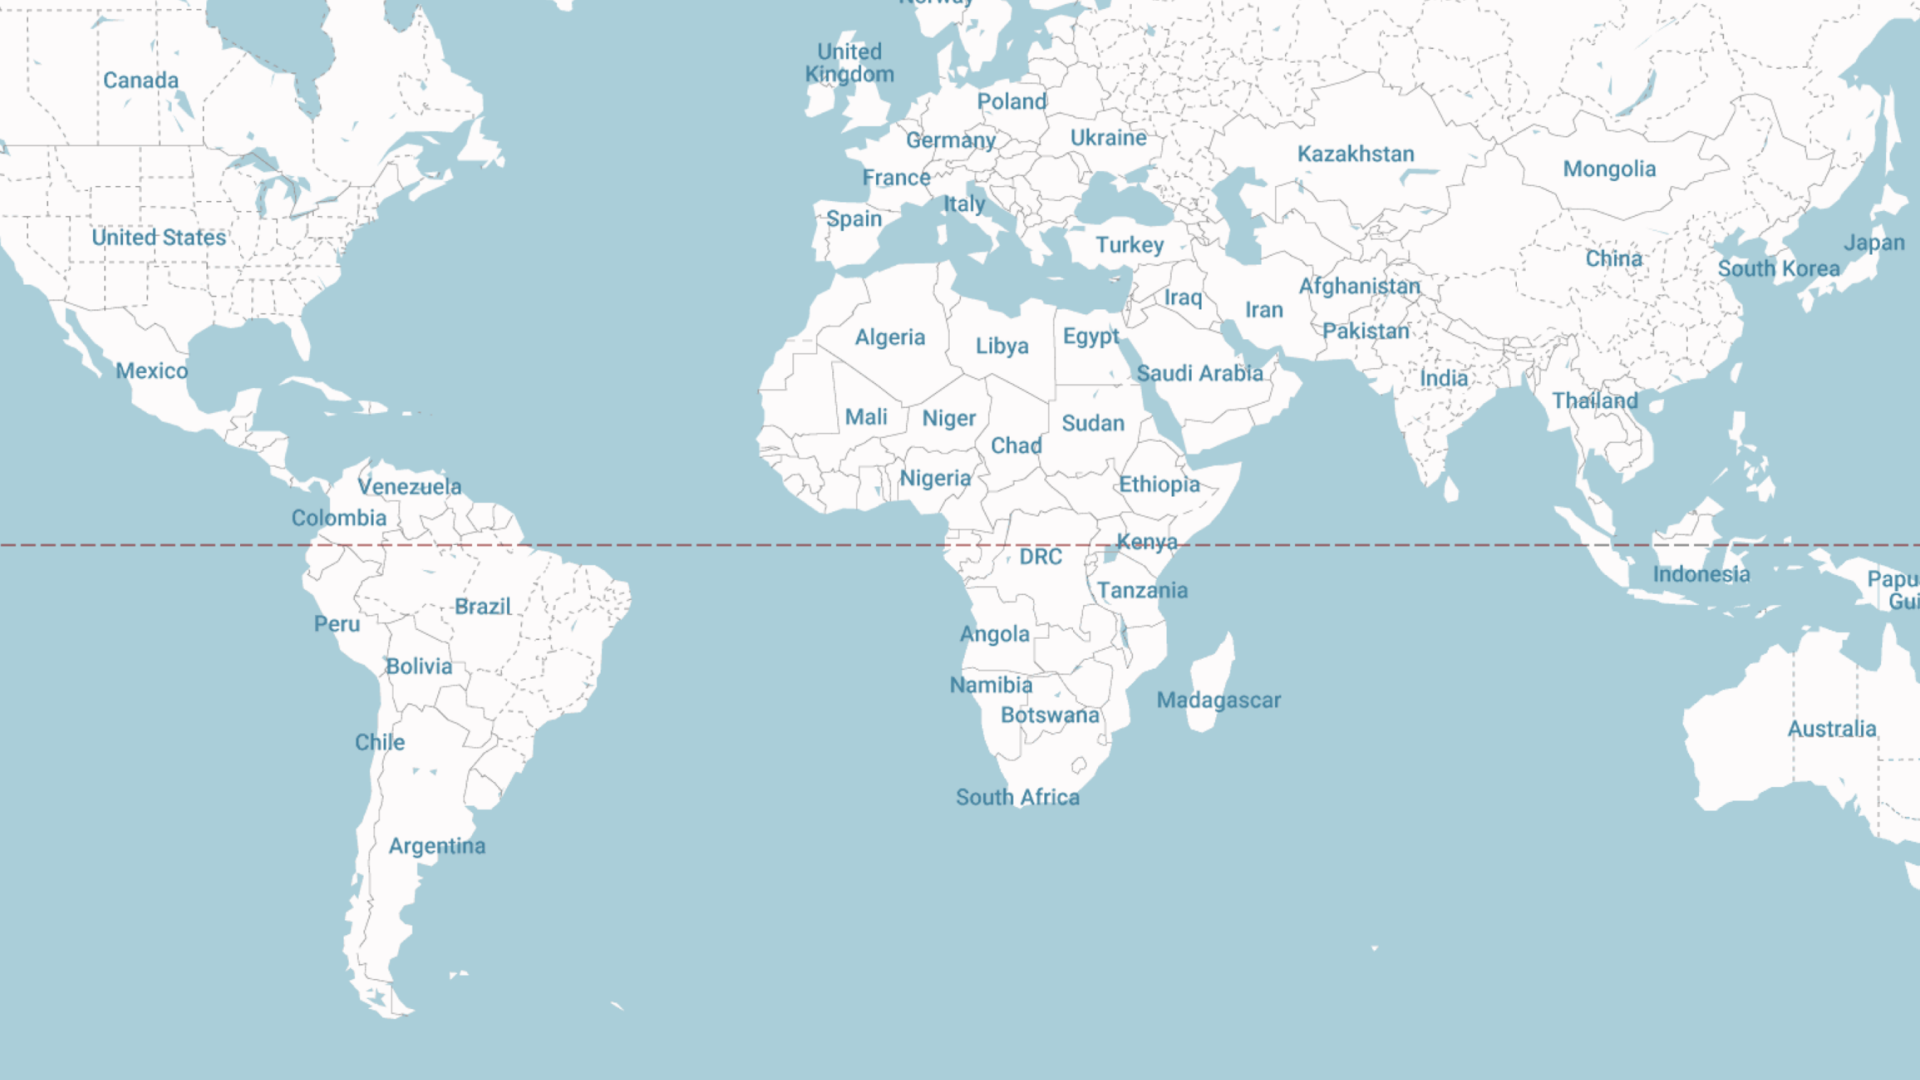 Norway
United
Kingdom
Canada
Poland
Germany
Ukraine
Kazakhstan
Mongolia
France
Italy
Spain
United States
Turkey
China
Japan
South Korea
Afghanistan
Iraq
Iran
Pakistan
Algeria
Libya
Egypt
Mexico
Saudi Arabia
India
Thailand
Mali
Niger
Sudan
Chad
Venezuela
Nigeria
Ethiopia
Colombia
Kenya
DRC
Indonesia
Papu
Gui
Tanzania
Brazil
Peru
Angola
Bolivia
Namibia
Madagascar
Botswana
Australia
Chile
South Africa
Argentina